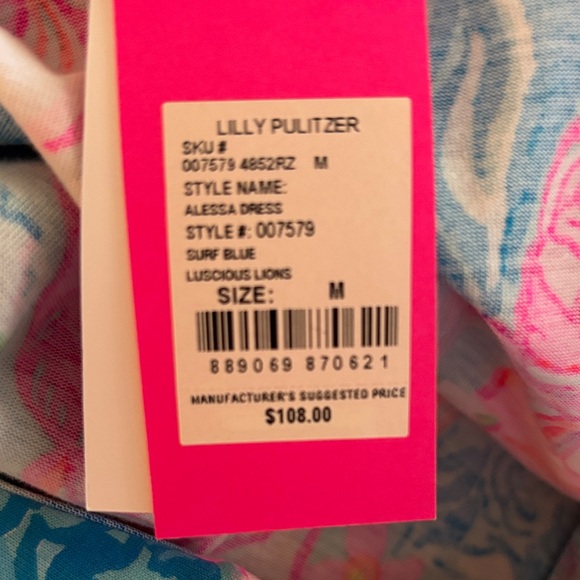 LILLY PULITZER
SKU #
007579 4852RZ M
STYLE NAME:
ALESSA DRESS
STYLE #: 007579
SURF BLUE
LUSCIOUS LIONS
SIZE: M
889069 870621
MANUFACTURER'S SUGGESTED PRICE
$108.00